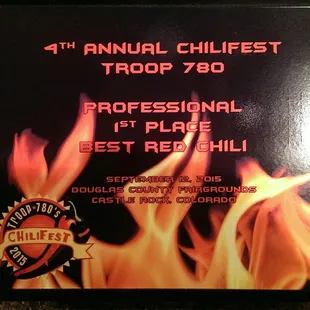 4TH ANNUAL CHILIFEST
TROOP 780
PROFESSIONAL
1ST PLACE
BEST RED CHILI
SEPTEMBER 12, 2015
DOUGLAS COUNTY FAIRGROUNDS
CASTLE ROCK, COLORADO
TROOP-780'S
CHILIFEST
2015